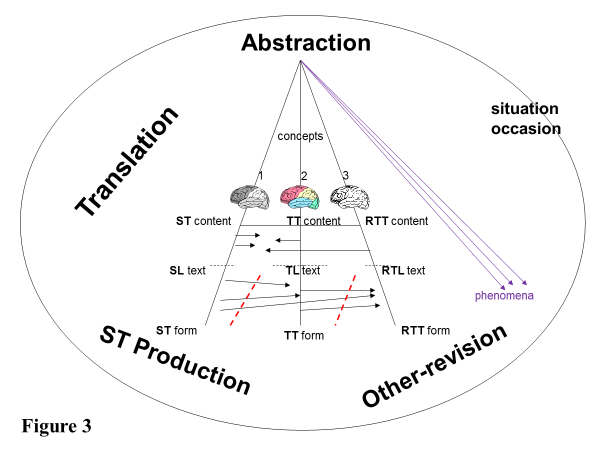 Abstraction
situation
occasion
Translation
concepts
1 2 3
ST content TT content RTT content
SL text TL text RTL text
phenomena
ST form TT form RTT form
ST Production
Other-revision
Figure 3